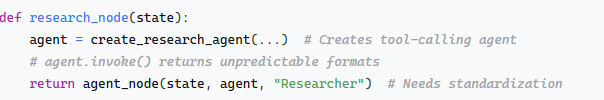 def research_node(state):
    agent = create_research_agent(...)  # Creates tool-calling agent
    # agent.invoke() returns unpredictable formats
    return agent_node(state, agent, "Researcher")  # Needs standardization